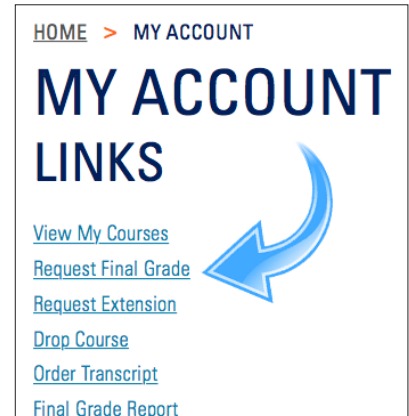 HOME > MY ACCOUNT
MY ACCOUNT
LINKS
View My Courses
Request Final Grade
Request Extension
Drop Course
Order Transcript
Final Grade Report